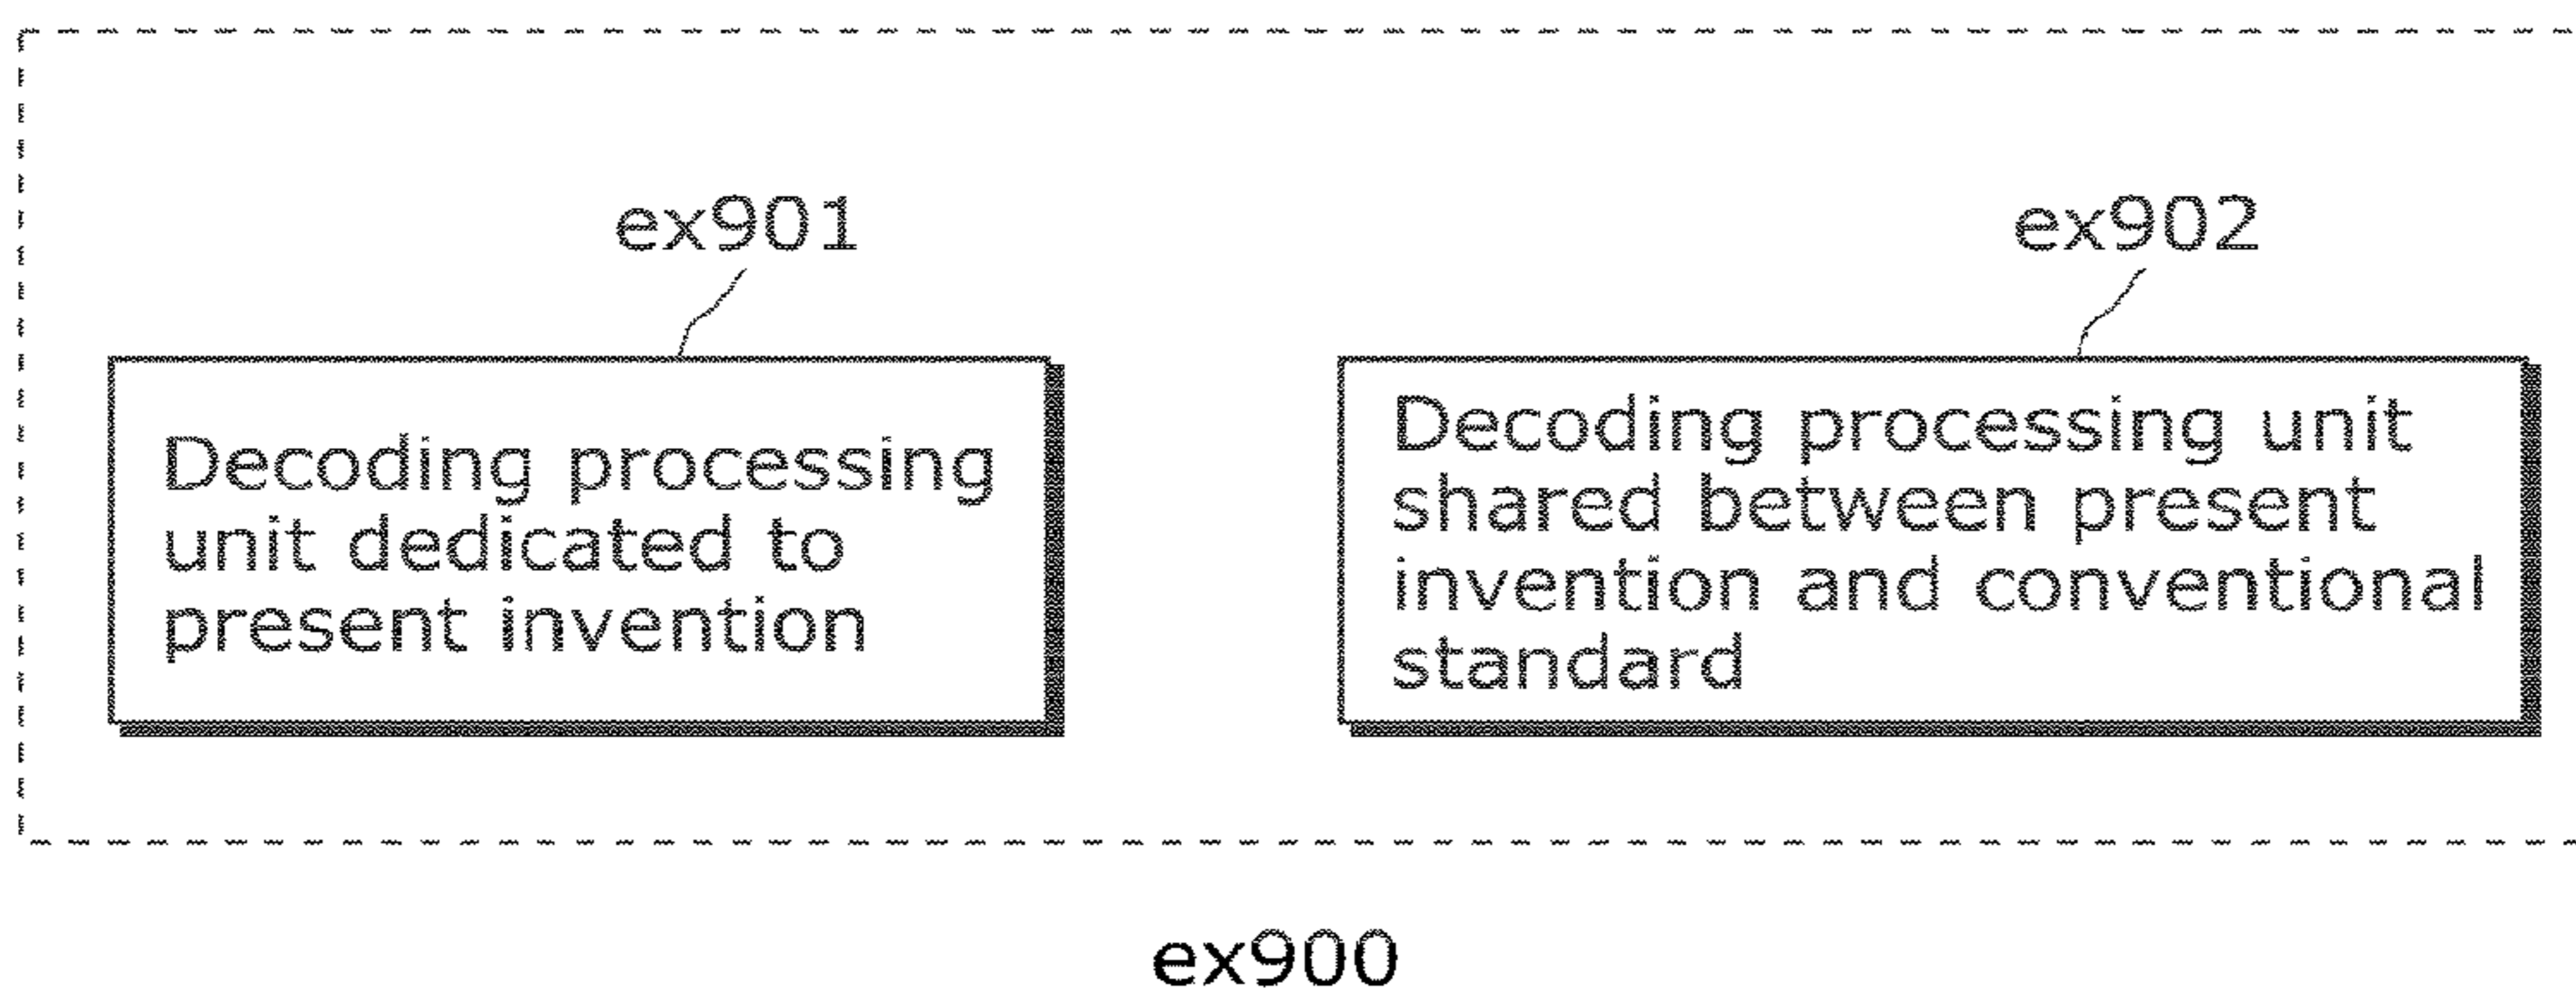 ex901
ex902
Decoding processing
unit dedicated to
present invention
Decoding processing unit
shared between present
invention and conventional
standard
ex900